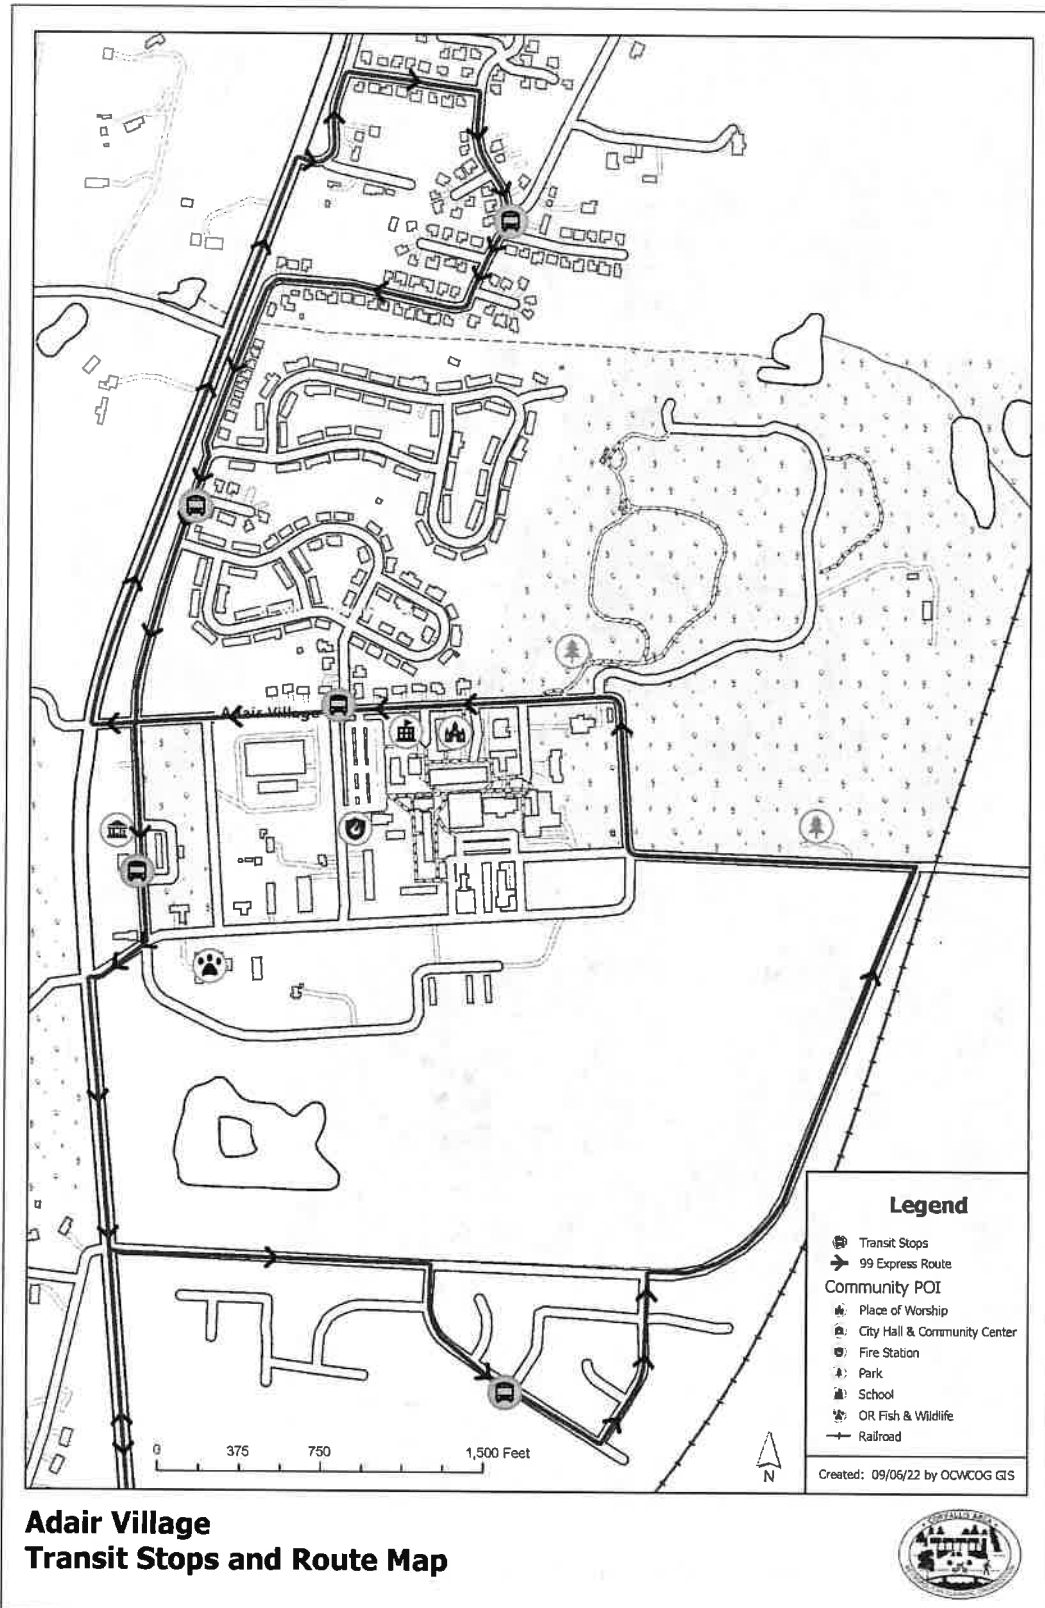 Adair Village
Legend
Transit Stops
99 Express Route
Community POI
Place of Worship
City Hall & Community Center
Fire Station
Park
School
OR Fish & Wildlife
Railroad
0 375 750 1,500 Feet
N
Created: 09/06/22 by OCWCOG GIS
Adair Village
Transit Stops and Route Map
CORVALLIS AREA